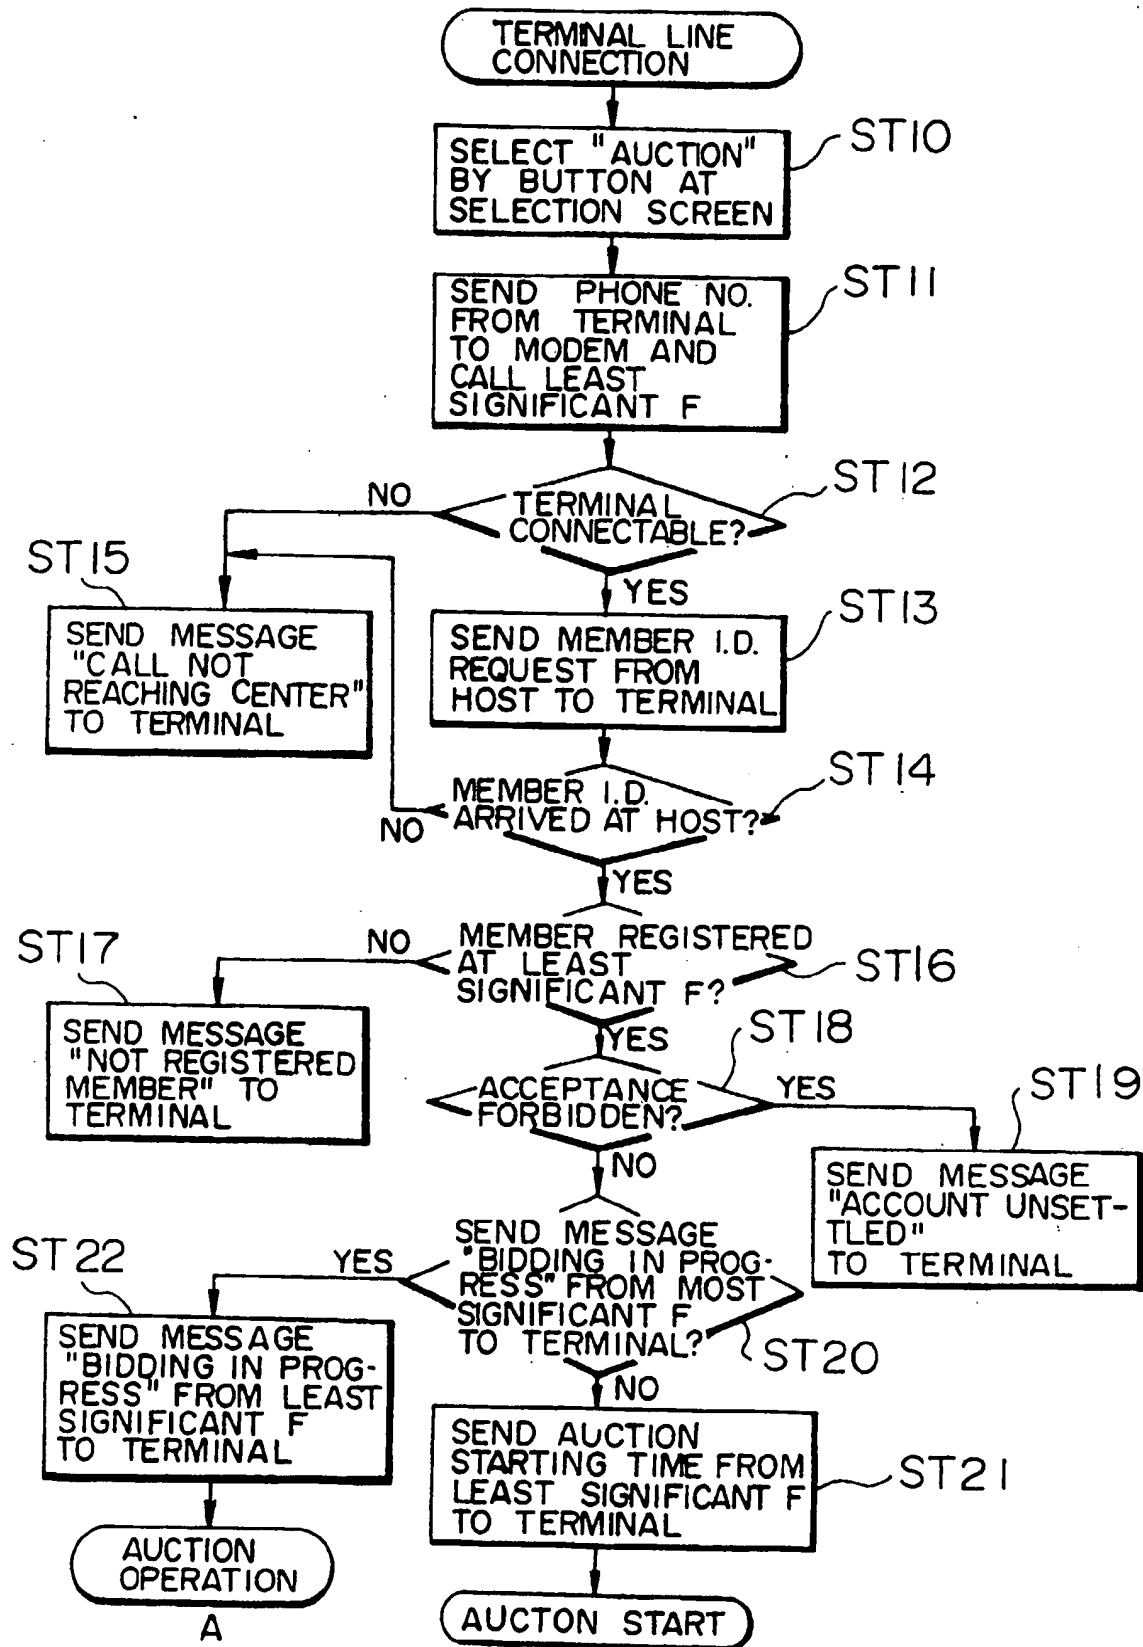 TERMINAL LINE
CONNECTION
ST10
SELECT "AUCTION"
BY BUTTON AT
SELECTION SCREEN
ST11
SEND PHONE NO.
FROM TERMINAL
TO MODEM AND
CALL LEAST
SIGNIFICANT F
ST12
NO
TERMINAL
CONNECTABLE?
YES
ST15
SEND MESSAGE
"CALL NOT
REACHING CENTER"
TO TERMINAL
ST13
SEND MEMBER I.D.
REQUEST FROM
HOST TO TERMINAL
ST14
MEMBER I.D.
ARRIVED AT HOST?
NO
YES
ST17
NO
MEMBER REGISTERED
AT LEAST
SIGNIFICANT F?
ST16
SEND MESSAGE
"NOT REGISTERED
MEMBER" TO
TERMINAL
YES
ST18
ACCEPTANCE
FORBIDDEN?
YES
ST19
NO
SEND MESSAGE
"ACCOUNT UNSET-
TLED"
TO TERMINAL
ST22
YES
SEND MESSAGE
"BIDDING IN PROG-
RESS" FROM MOST
SIGNIFICANT F
TO TERMINAL?
ST20
SEND MESSAGE
"BIDDING IN PROG-
RESS" FROM LEAST
SIGNIFICANT F
TO TERMINAL
NO
SEND AUCTION
STARTING TIME FROM
LEAST SIGNIFICANT F
TO TERMINAL
ST21
AUCTION
OPERATION
A
AUCTON START